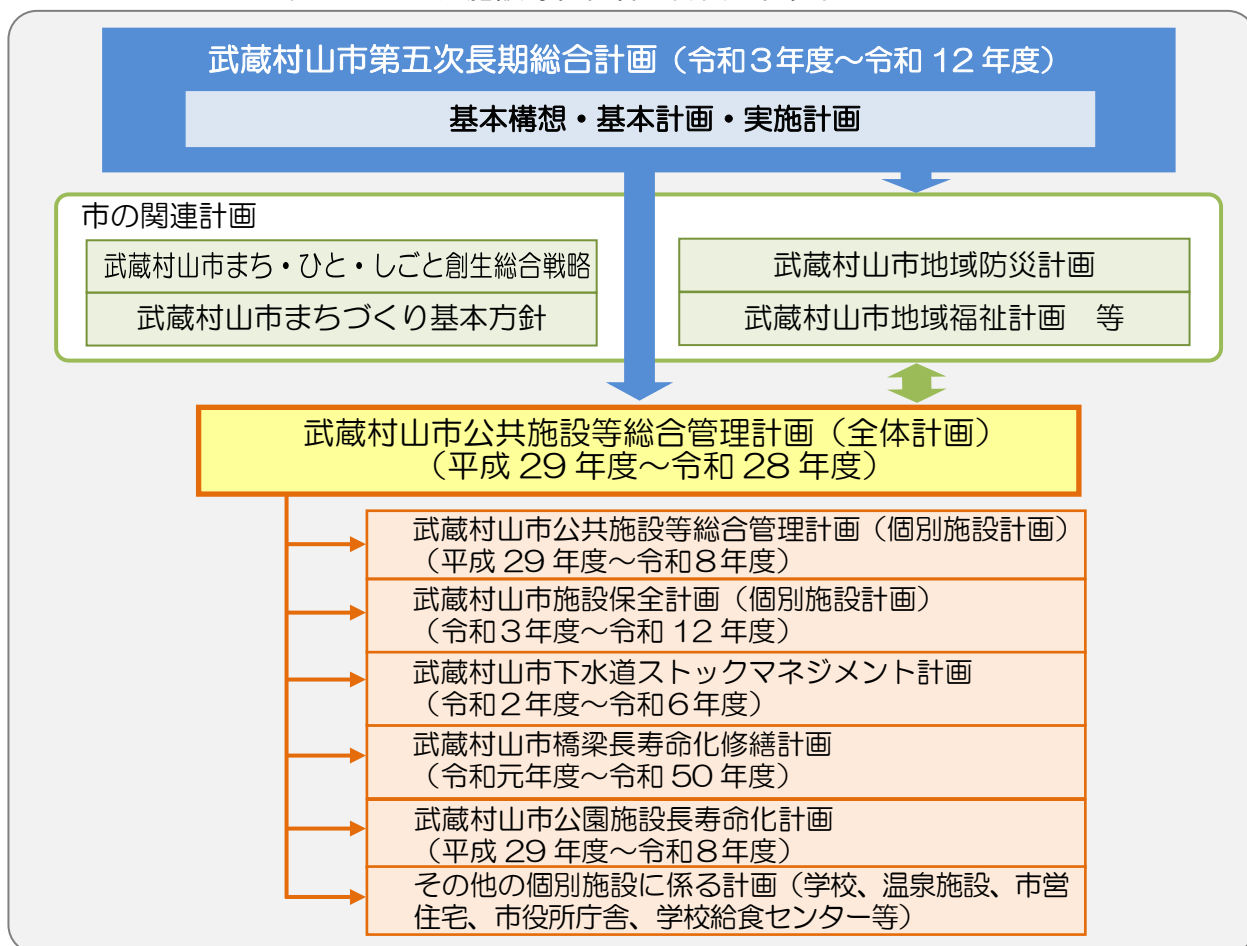 武蔵村山市第五次長期総合計画（令和３年度～令和 12 年度）
基本構想・基本計画・実施計画
市の関連計画
武蔵村山市まち・ひと・しごと創生総合戦略
武蔵村山市まちづくり基本方針
武蔵村山市地域防災計画
武蔵村山市地域福祉計画　等
武蔵村山市公共施設等総合管理計画（全体計画）
（平成 29 年度～令和 28 年度）
武蔵村山市公共施設等総合管理計画（個別施設計画）
（平成 29 年度～令和８年度）
武蔵村山市施設保全計画（個別施設計画）
（令和３年度～令和 12 年度）
武蔵村山市下水道ストックマネジメント計画
（令和２年度～令和６年度）
武蔵村山市橋梁長寿命化修繕計画
（令和元年度～令和 50 年度）
武蔵村山市公園施設長寿命化計画
（平成 29 年度～令和８年度）
その他の個別施設に係る計画（学校、温泉施設、市営
住宅、市役所庁舎、学校給食センター等）